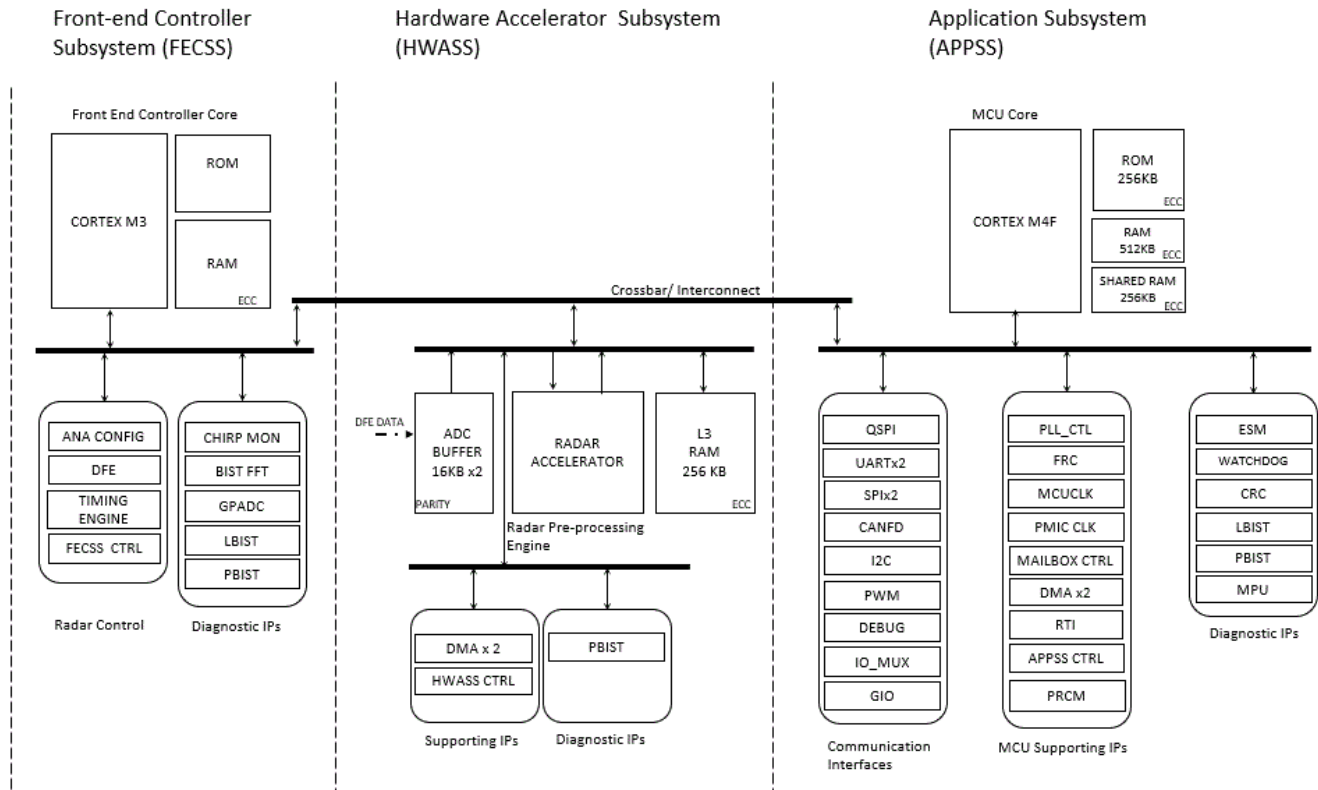 Front-end Controller
Subsystem (FECSS)
Hardware Accelerator Subsystem
(HWASS)
Application Subsystem
(APPSS)
Front End Controller Core
CORTEX M3
ROM
RAM
ECC
Crossbar/ Interconnect
MCU Core
CORTEX M4F
ROM
256KB
ECC
RAM
512KB
ECC
SHARED RAM
256KB
ECC
ANA CONFIG
DFE
TIMING
ENGINE
FECSS CTRL
Radar Control
CHIRP MON
BIST FFT
GPADC
LBIST
PBIST
Diagnostic IPs
DFE DATA
ADC
BUFFER
16KB x2
PARITY
RADAR
ACCELERATOR
L3
RAM
256 KB
ECC
Radar Pre-processing
Engine
DMA x 2
HWASS CTRL
Supporting IPs
PBIST
Diagnostic IPs
QSPI
UARTx2
SPIx2
CANFD
I2C
PWM
DEBUG
IO_MUX
GIO
Communication
Interfaces
PLL_CTL
FRC
MCUCLK
PMIC CLK
MAILBOX CTRL
DMA x2
RTI
APPSS CTRL
PRCM
MCU Supporting IPs
ESM
WATCHDOG
CRC
LBIST
PBIST
MPU
Diagnostic IPs